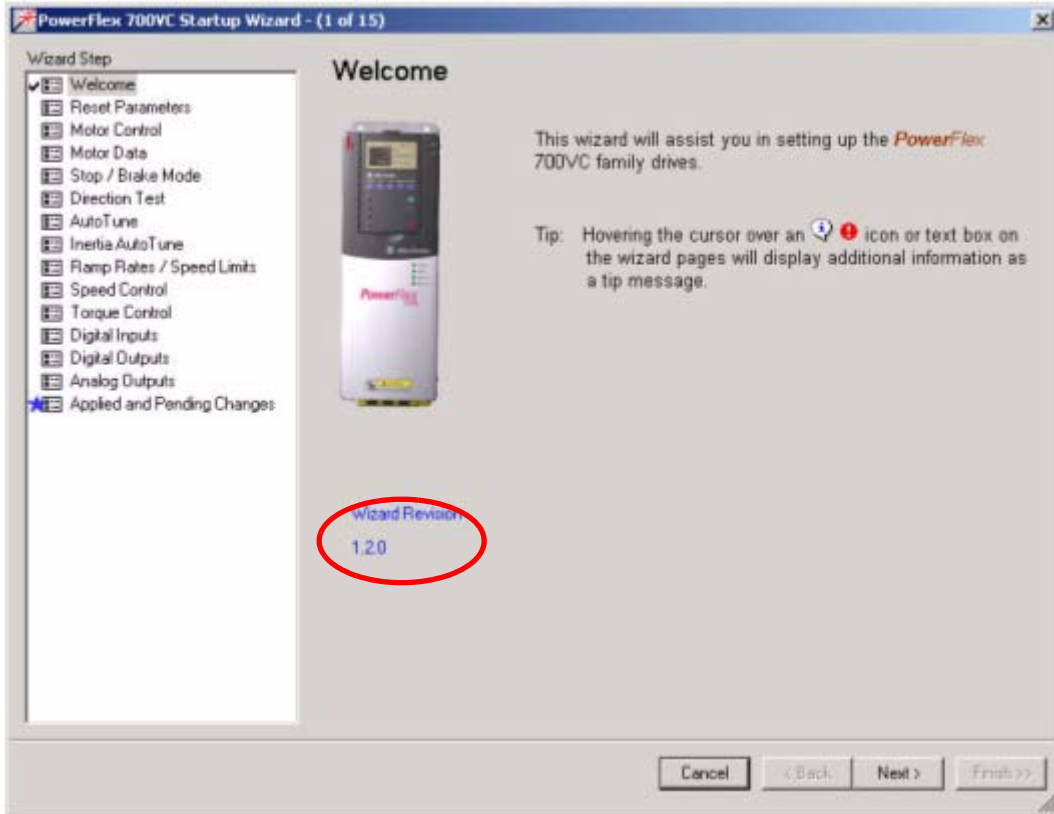 PowerFlex 700VC Startup Wizard - (1 of 15)
Wizard Step
Welcome
Reset Parameters
Motor Control
Motor Data
Stop / Brake Mode
Direction Test
AutoTune
Inertia AutoTune
Ramp Rates / Speed Limits
Speed Control
Torque Control
Digital Inputs
Digital Outputs
Analog Outputs
Applied and Pending Changes
Welcome
This wizard will assist you in setting up the PowerFlex
700VC family drives.
Tip: Hovering the cursor over an icon or text box on
the wizard pages will display additional information as
a tip message.
PowerFlex
Wizard Revision
1.2.0
Cancel
< Back
Next >
Finish >>